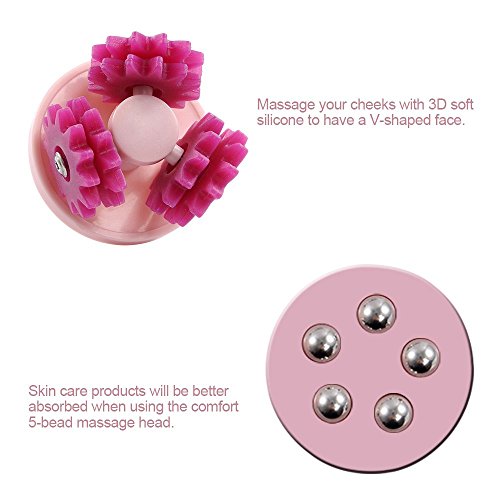 Massage your cheeks with 3D soft
silicone to have a V-shaped face.
Skin care products will be better
absorbed when using the comfort
5-bead massage head.